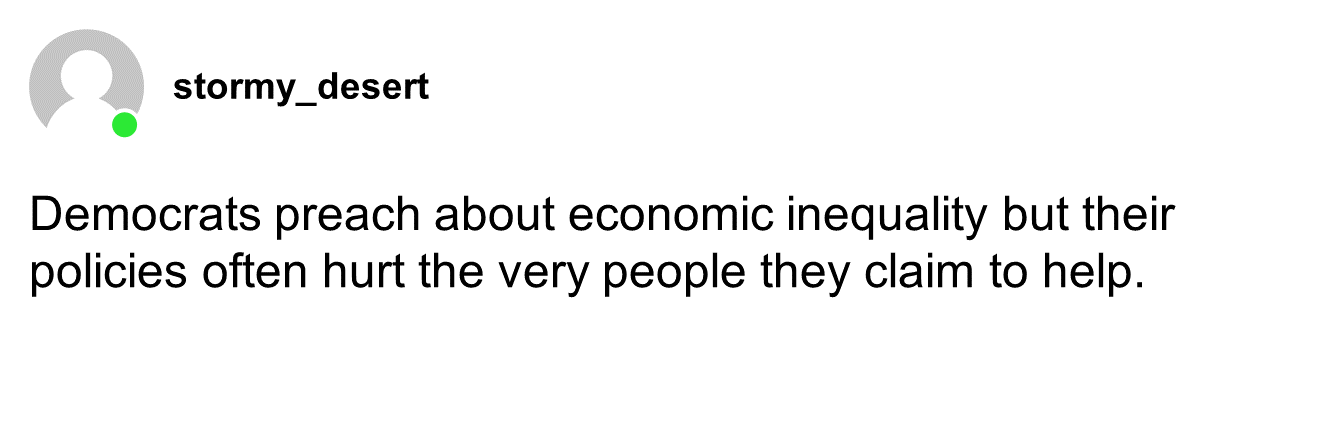 stormy_desert
Democrats preach about economic inequality but their
policies often hurt the very people they claim to help.